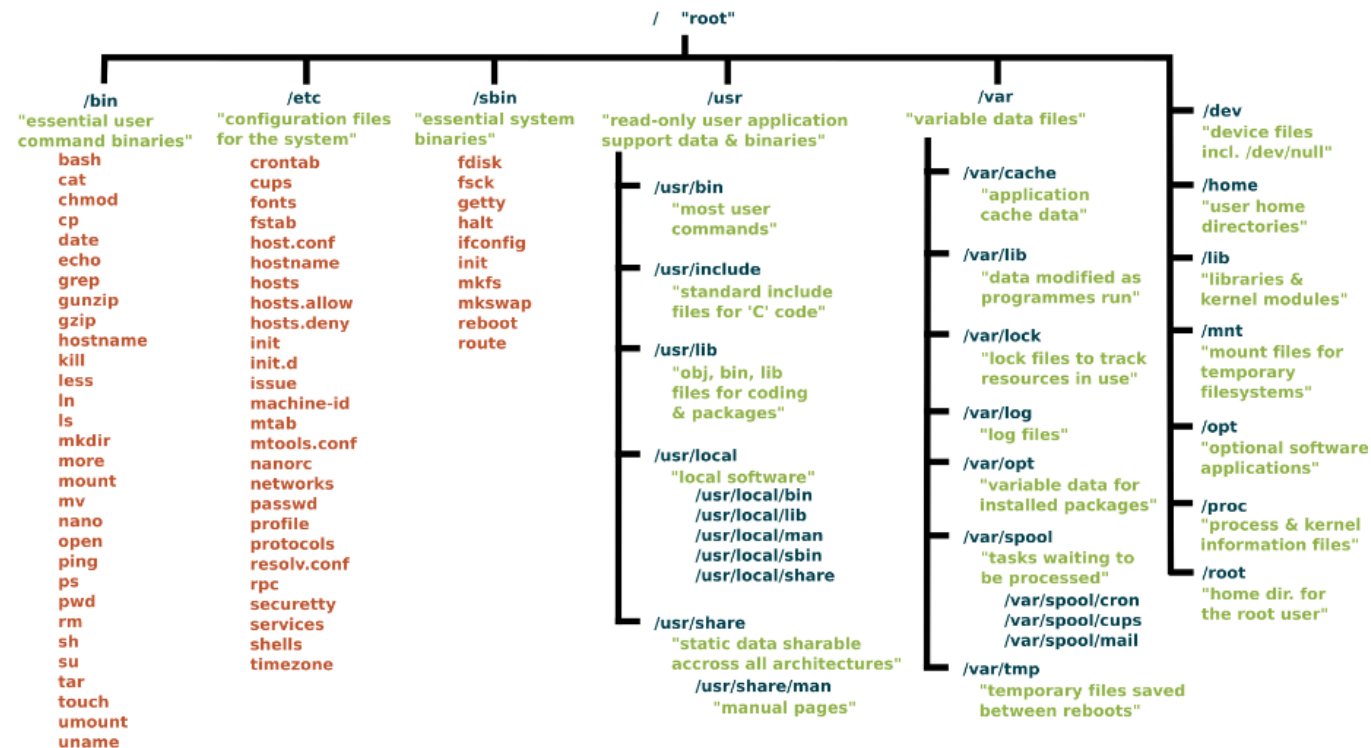 / "root"
/bin
"essential user
command binaries"
bash
cat
chmod
cp
date
echo
grep
gunzip
gzip
hostname
kill
less
ln
ls
mkdir
more
mount
mv
nano
open
ping
ps
pwd
rm
sh
su
tar
touch
umount
uname
/etc
"configuration files
for the system"
crontab
cups
fonts
fstab
host.conf
hostname
hosts
hosts.allow
hosts.deny
init
init.d
issue
machine-id
mtab
mtools.conf
nanorc
networks
passwd
profile
protocols
resolv.conf
rpc
securetty
services
shells
timezone
/sbin
"essential system
binaries"
fdisk
fsck
getty
halt
ifconfig
init
mkfs
mkswap
reboot
route
/usr
"read-only user application
support data & binaries"
/usr/bin
"most user
commands"
/usr/include
"standard include
files for 'C' code"
/usr/lib
"obj, bin, lib
files for coding
& packages"
/usr/local
"local software"
/usr/local/bin
/usr/local/lib
/usr/local/man
/usr/local/sbin
/usr/local/share
/usr/share
"static data sharable
accross all architectures"
/usr/share/man
"manual pages"
/var
"variable data files"
/var/cache
"application
cache data"
/var/lib
"data modified as
programmes run"
/var/lock
"lock files to track
resources in use"
/var/log
"log files"
/var/opt
"variable data for
installed packages"
/var/spool
"tasks waiting to
be processed"
/var/spool/cron
/var/spool/cups
/var/spool/mail
/var/tmp
"temporary files saved
between reboots"
/dev
"device files
incl. /dev/null"
/home
"user home
directories"
/lib
"libraries &
kernel modules"
/mnt
"mount files for
temporary
filesystems"
/opt
"optional software
applications"
/proc
"process & kernel
information files"
/root
"home dir. for
the root user"